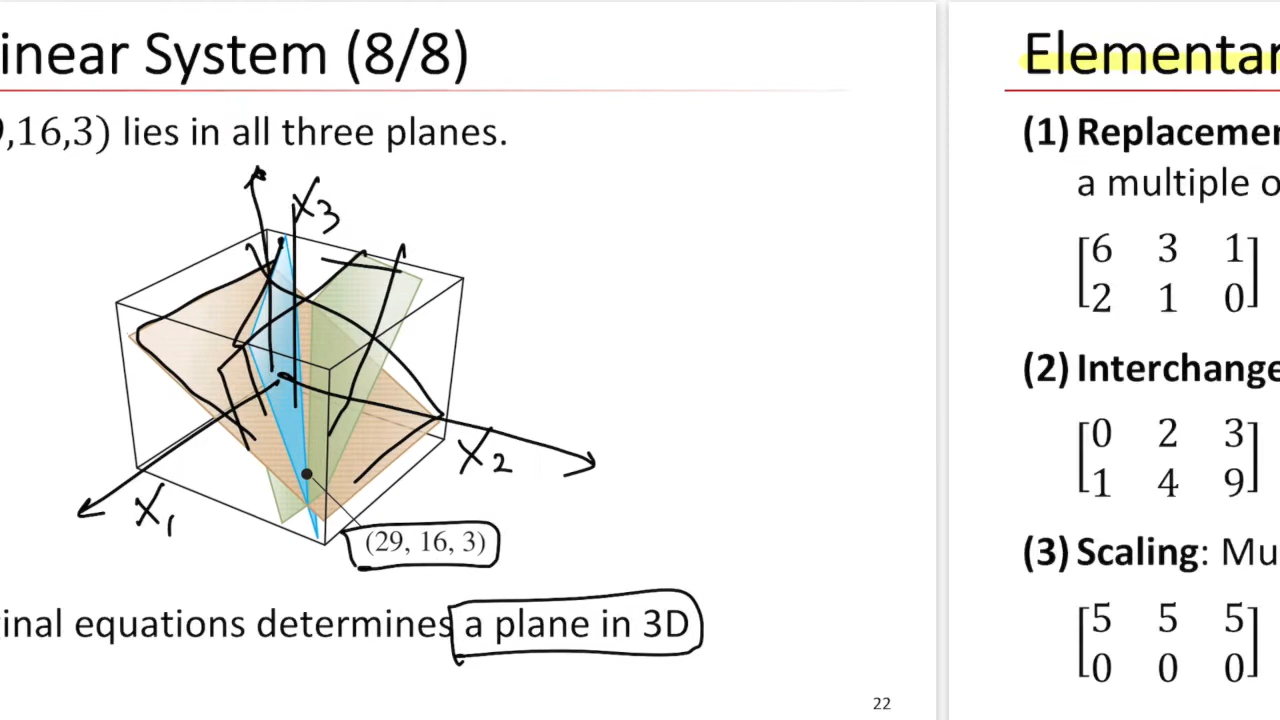 inear System (8/8)
,16,3) lies in all three planes.
X3
X2
X1
(29, 16, 3)
inal equations determines a plane in 3D
22
Elementar
(1) Replacemen
a multiple o
6 3 1
2 1 0
(2) Interchange
0 2 3
1 4 9
(3) Scaling: Mu
5 5 5
0 0 0